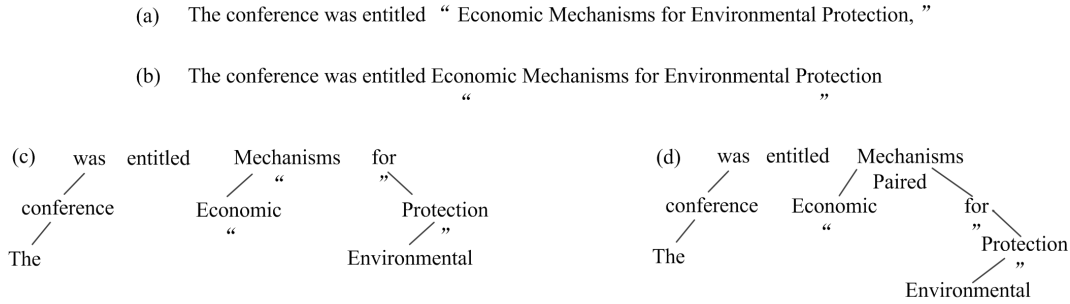 (a) The conference was entitled “ Economic Mechanisms for Environmental Protection, ”
(b) The conference was entitled Economic Mechanisms for Environmental Protection
“ ”
(c) was entitled Mechanisms for
“ ”
conference Economic Protection
“ ”
The Environmental
(d) was entitled Mechanisms
Paired
conference Economic for
“ ”
Protection
The ”
Environmental